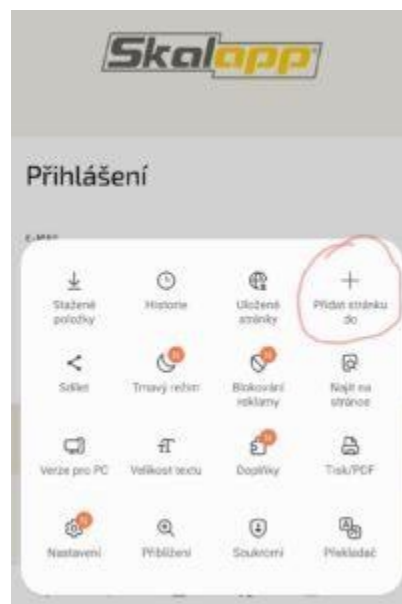 Skalapp
Přihlášení
E-MAIL
Stažené
položky
Historie
Uložené
stránky
Přidat stránku
do
Sdílet
Tmavý režim
Blokování
reklamy
Najít na
stránce
Verze pro PC
Velikost textu
Doplňky
Tisk/PDF
Nastavení
Přiblížení
Soukromí
Překladač